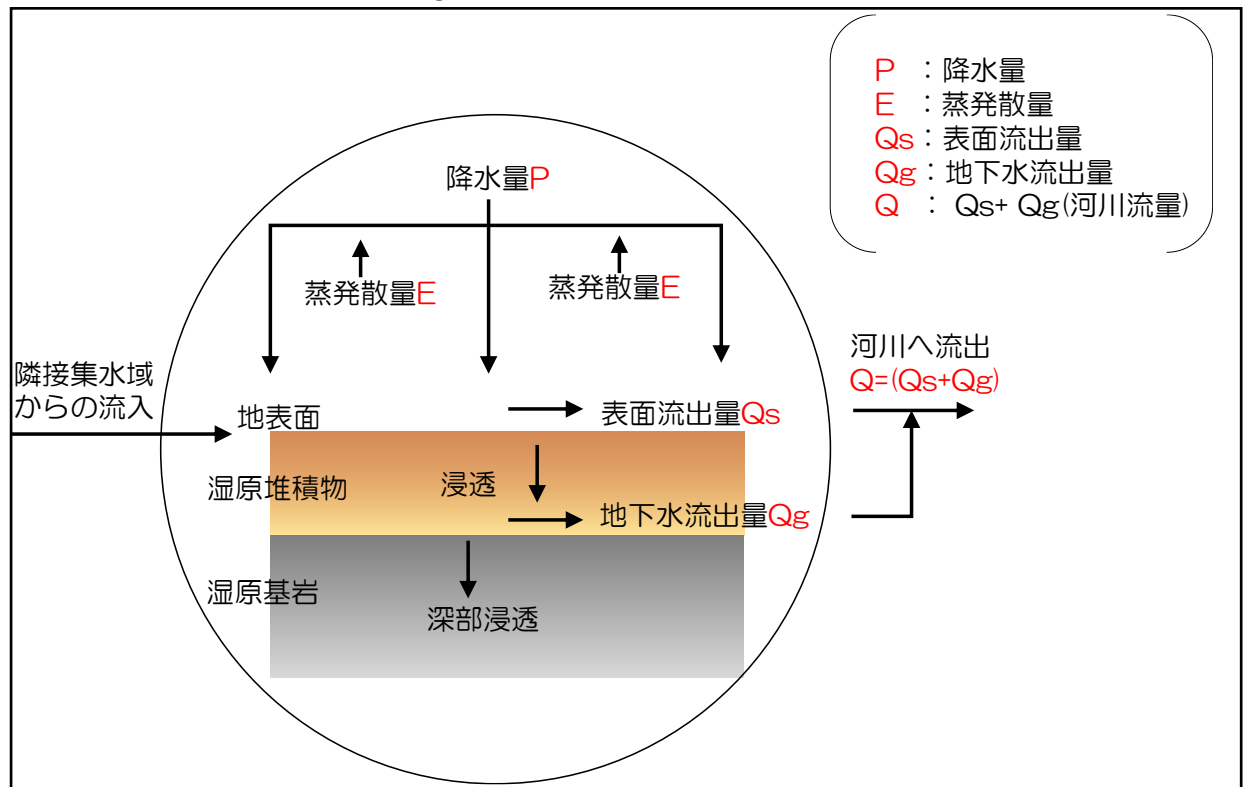 P ：降水量
E ：蒸発散量
Qs：表面流出量
Qg：地下水流出量
Q ： Qs+ Qg(河川流量)
降水量P
蒸発散量E
蒸発散量E
隣接集水域
からの流入
河川へ流出
Q=(Qs+Qg)
地表面
表面流出量Qs
湿原堆積物
浸透
地下水流出量Qg
湿原基岩
深部浸透